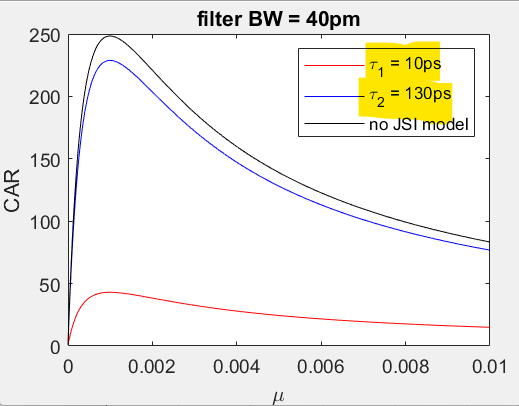 filter BW = 40pm
250
200
150
100
50
0
CAR
τ₁ = 10ps
τ₂ = 130ps
no JSI model
0 0.002 0.004 0.006 0.008 0.01
μ